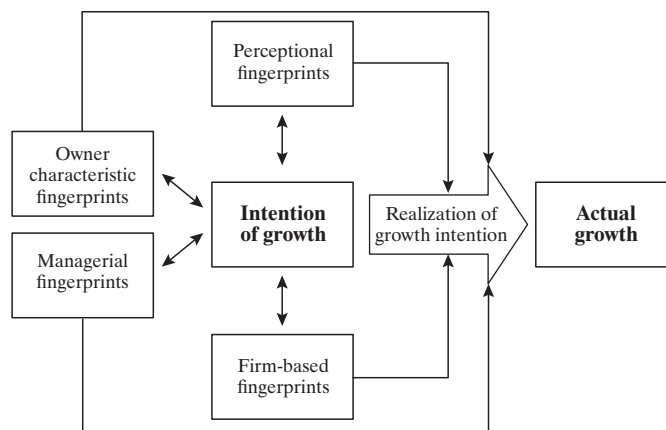 Perceptional
fingerprints
Owner
characteristic
fingerprints
Intention
of growth
Realization of
growth intention
Actual
growth
Managerial
fingerprints
Firm-based
fingerprints